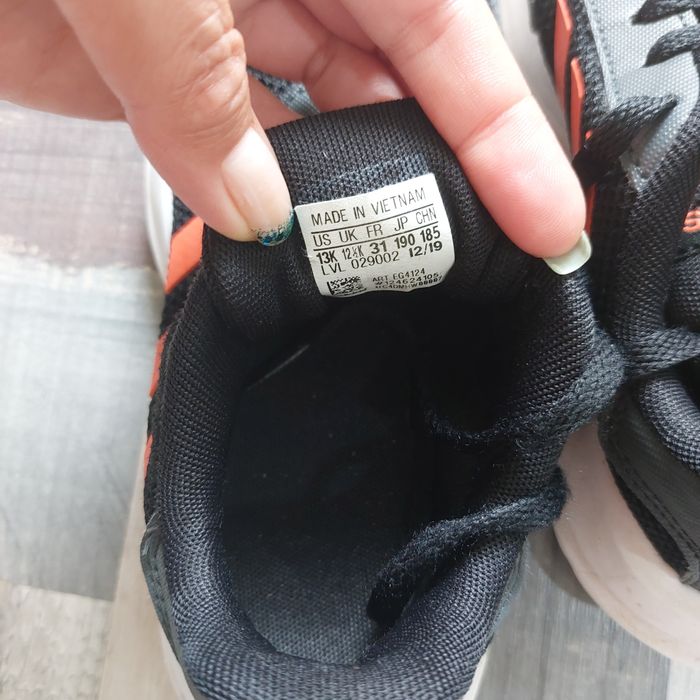 MADE IN VIETNAM
US UK FR JP CHN
13K 12½K 31 190 185
LVL 029002 12/19
ART EG4124
#124624105